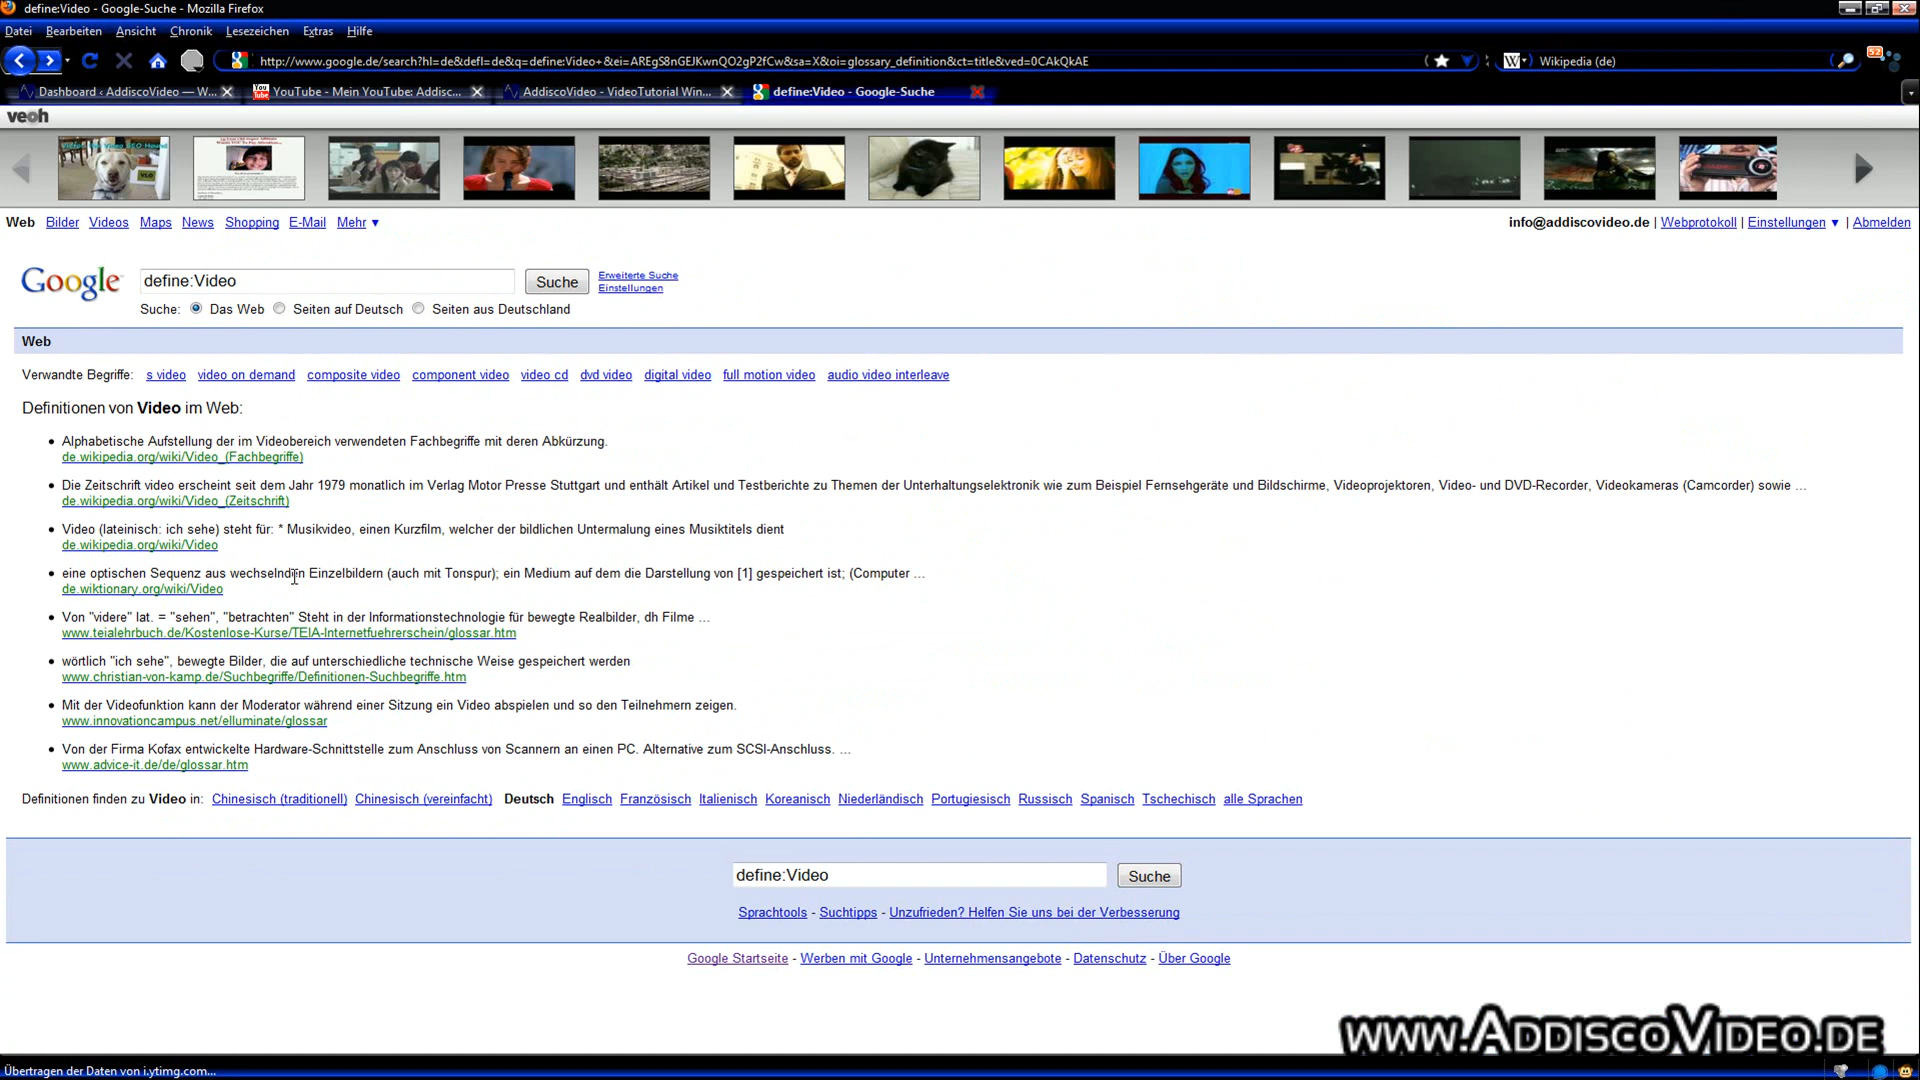 define:Video - Google-Suche - Mozilla Firefox
Datei Bearbeiten Ansicht Chronik Lesezeichen Extras Hilfe
http://www.google.de/search?hl=de&defl=de&q=define:Video+&ei=AREgS8nGEJKwnQO2gP2fCw&sa=X&oi=glossary_definition&ct=title&ved=0CAkQkAE
W Wikipedia (de)
52
Dashboard ‹ AddiscoVideo — W...
YouTube - Mein YouTube: Addisc...
AddiscoVideo - VideoTutorial Win...
define:Video - Google-Suche
veoh
Web Bilder Videos Maps News Shopping E-Mail Mehr ▼
info@addiscovideo.de | Webprotokoll | Einstellungen ▼ | Abmelden
Google
define:Video
Suche
Erweiterte Suche
Einstellungen
Suche: Das Web Seiten auf Deutsch Seiten aus Deutschland
Web
Verwandte Begriffe: s video video on demand composite video component video video cd dvd video digital video full motion video audio video interleave
Definitionen von Video im Web:
• Alphabetische Aufstellung der im Videobereich verwendeten Fachbegriffe mit deren Abkürzung.
de.wikipedia.org/wiki/Video_(Fachbegriffe)
• Die Zeitschrift video erscheint seit dem Jahr 1979 monatlich im Verlag Motor Presse Stuttgart und enthält Artikel und Testberichte zu Themen der Unterhaltungselektronik wie zum Beispiel Fernsehgeräte und Bildschirme, Videoprojektoren, Video- und DVD-Recorder, Videokameras (Camcorder) sowie ...
de.wikipedia.org/wiki/Video_(Zeitschrift)
• Video (lateinisch: ich sehe) steht für: * Musikvideo, einen Kurzfilm, welcher der bildlichen Untermalung eines Musiktitels dient
de.wikipedia.org/wiki/Video
• eine optischen Sequenz aus wechselnden Einzelbildern (auch mit Tonspur); ein Medium auf dem die Darstellung von [1] gespeichert ist; (Computer ...
de.wiktionary.org/wiki/Video
• Von "videre" lat. = "sehen", "betrachten" Steht in der Informationstechnologie für bewegte Realbilder, dh Filme ...
www.teialehrbuch.de/Kostenlose-Kurse/TEIA-Internetfuehrerschein/glossar.htm
• wörtlich "ich sehe", bewegte Bilder, die auf unterschiedliche technische Weise gespeichert werden
www.christian-von-kamp.de/Suchbegriffe/Definitionen-Suchbegriffe.htm
• Mit der Videofunktion kann der Moderator während einer Sitzung ein Video abspielen und so den Teilnehmern zeigen.
www.innovationcampus.net/elluminate/glossar
• Von der Firma Kofax entwickelte Hardware-Schnittstelle zum Anschluss von Scannern an einen PC. Alternative zum SCSI-Anschluss. ...
www.advice-it.de/de/glossar.htm
Definitionen finden zu Video in: Chinesisch (traditionell) Chinesisch (vereinfacht) Deutsch Englisch Französisch Italienisch Koreanisch Niederländisch Portugiesisch Russisch Spanisch Tschechisch alle Sprachen
define:Video
Suche
Sprachtools - Suchtipps - Unzufrieden? Helfen Sie uns bei der Verbesserung
Google Startseite - Werben mit Google - Unternehmensangebote - Datenschutz - Über Google
www.AddiscoVideo.de
Übertragen der Daten von i.ytimg.com...